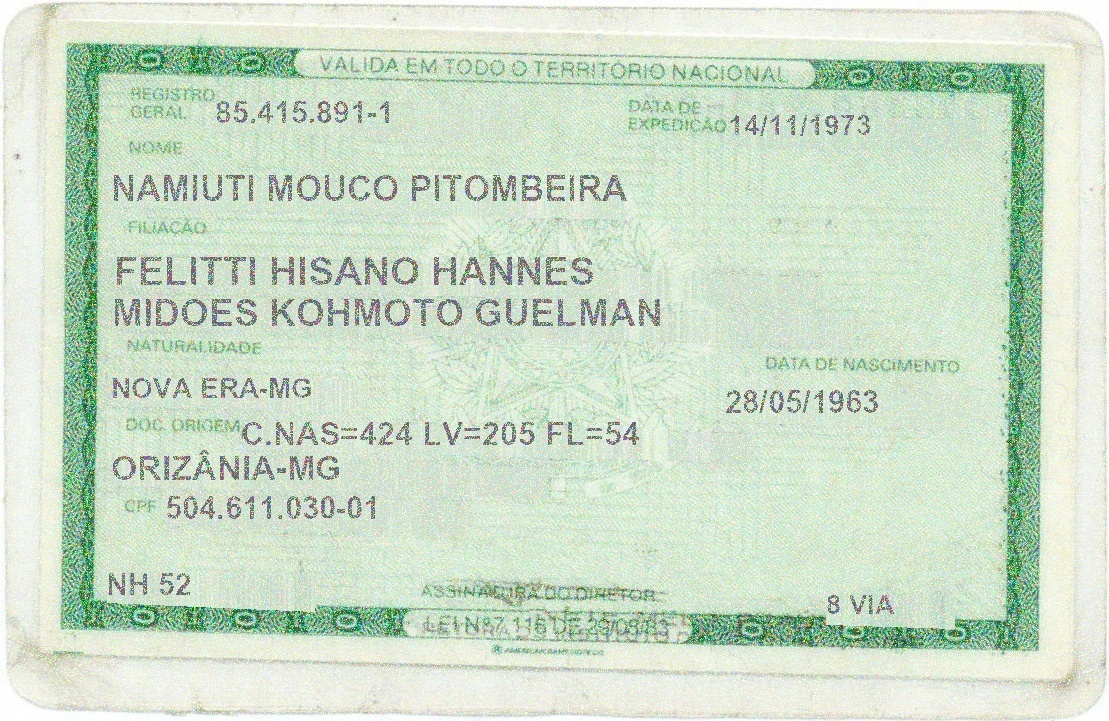 VALIDA EM TODO O TERRITÓRIO NACIONAL
REGISTRO GERAL 85.415.891-1 DATA DE EXPEDIÇÃO 14/11/1973
NOME
NAMIUTI MOUCO PITOMBEIRA
FILIAÇÃO
FELITTI HISANO HANNES
MIDOES KOHMOTO GUELMAN
NATURALIDADE DATA DE NASCIMENTO
NOVA ERA-MG 28/05/1963
DOC. ORIGEM C.NAS=424 LV=205 FL=54
ORIZÂNIA-MG
CPF 504.611.030-01
NH 52 ASSINATURA DO DIRETOR 8 VIA
LEI Nº 7.116 DE 29/08/83